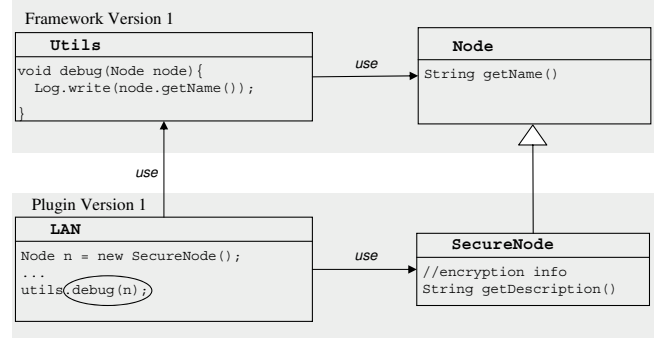 Framework Version 1
Utils
void debug(Node node){
Log.write(node.getName());
}
use
Node
String getName()
use
Plugin Version 1
LAN
Node n = new SecureNode();
...
utils.debug(n);
use
SecureNode
//encryption info
String getDescription()